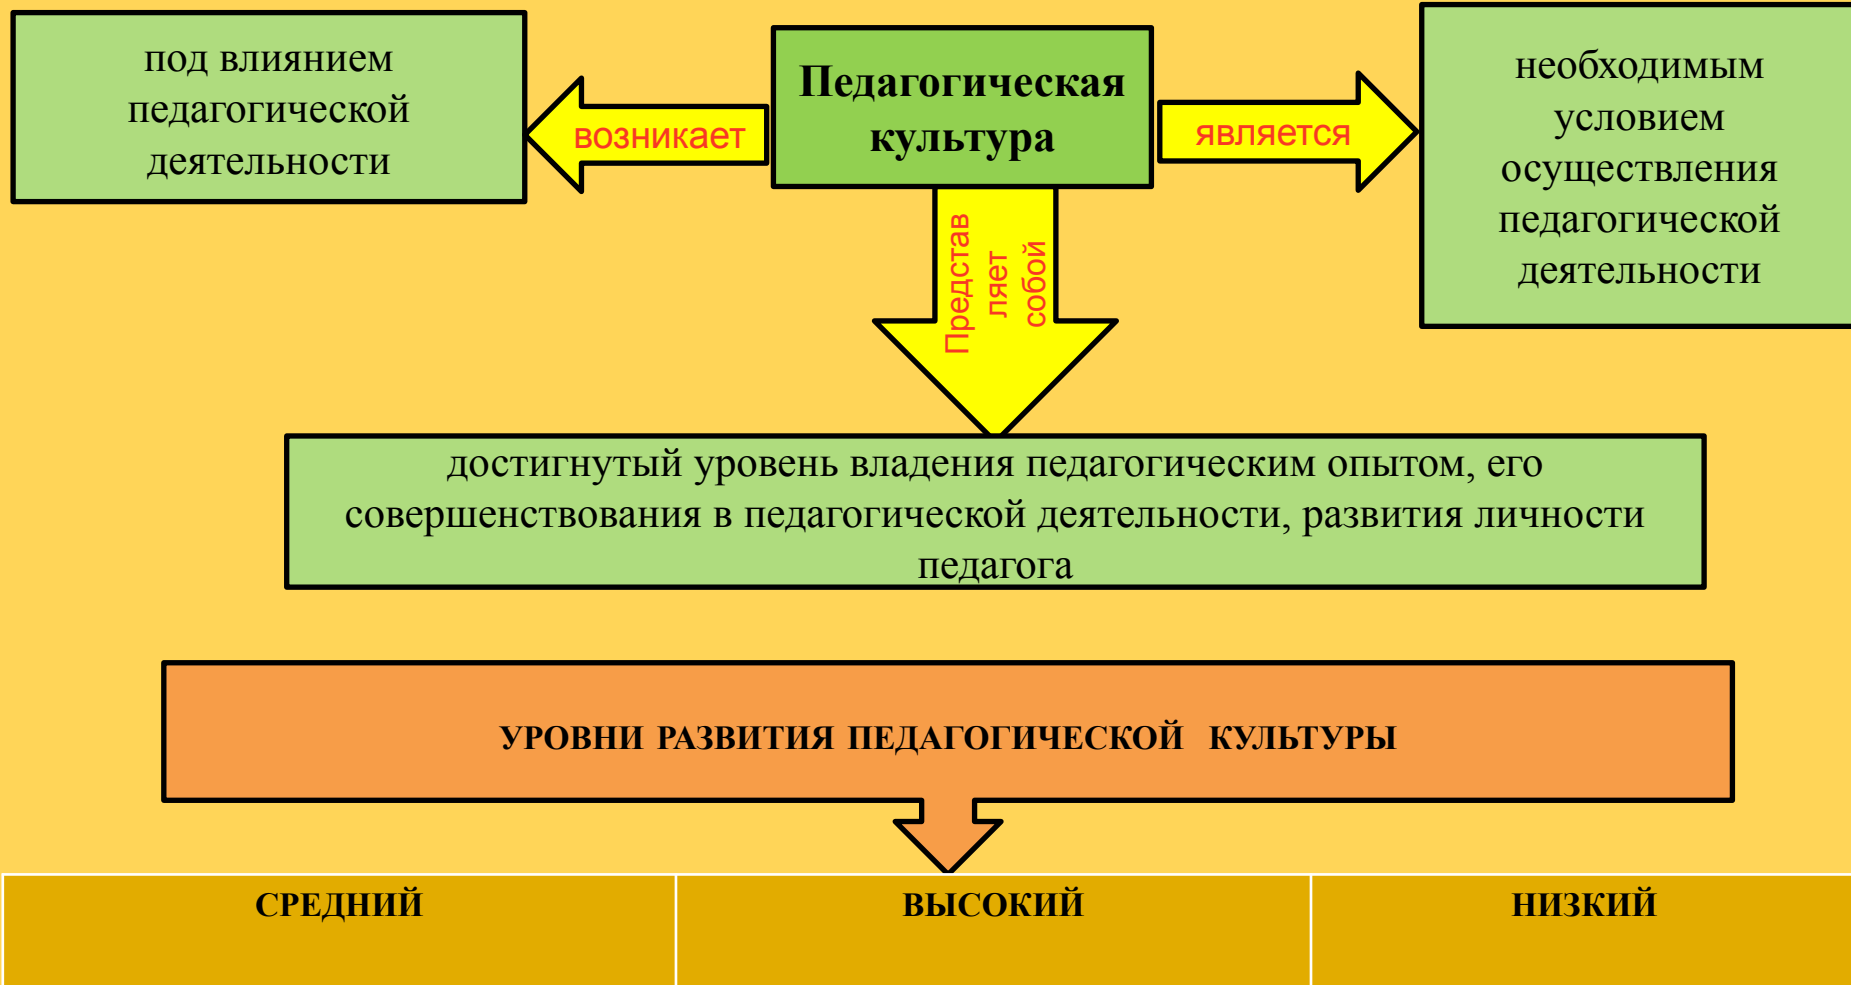 под влиянием
педагогической
деятельности
возникает
Педагогическая
культура
является
необходимым
условием
осуществления
педагогической
деятельности
Представ
ляет
собой
достигнутый уровень владения педагогическим опытом, его
совершенствования в педагогической деятельности, развития личности
педагога
УРОВНИ РАЗВИТИЯ ПЕДАГОГИЧЕСКОЙ КУЛЬТУРЫ
СРЕДНИЙ
ВЫСОКИЙ
НИЗКИЙ